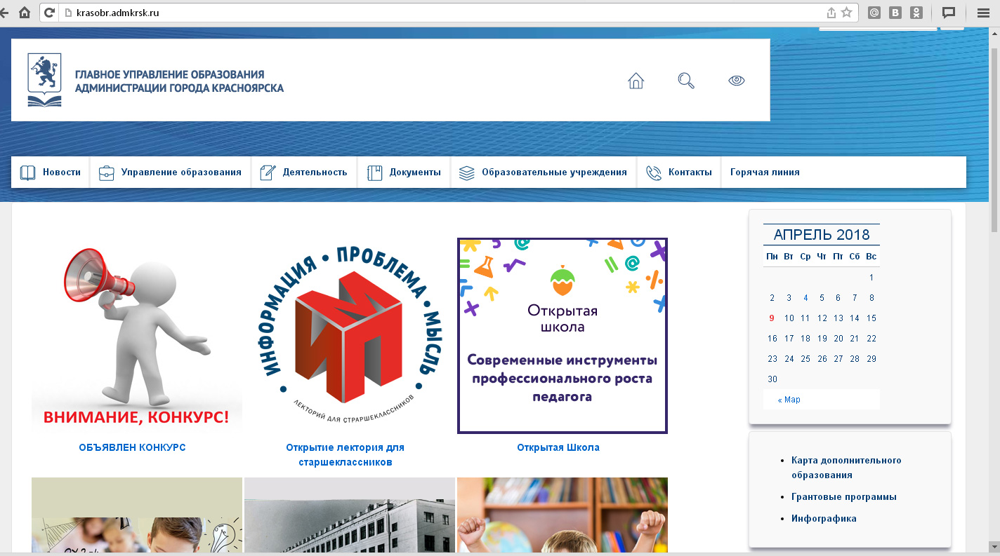 krasobr.admkrsk.ru
ГЛАВНОЕ УПРАВЛЕНИЕ ОБРАЗОВАНИЯ
АДМИНИСТРАЦИИ ГОРОДА КРАСНОЯРСКА
Новости
Управление образования
Деятельность
Документы
Образовательные учреждения
Контакты
Горячая линия
ВНИМАНИЕ, КОНКУРС!
ОБЪЯВЛЕН КОНКУРС
ИНФОРМАЦИЯ • ПРОБЛЕМА • МЫСЛЬ
ИПМ
ЛЕКТОРИЙ ДЛЯ СТРАРШЕКЛАССНИКОВ
Открытие лектория для
старшеклассников
Открытая
школа
Современные инструменты
профессионального роста
педагога
Открытая Школа
АПРЕЛЬ 2018
Пн Вт Ср Чт Пт Сб Вс
1
2 3 4 5 6 7 8
9 10 11 12 13 14 15
16 17 18 19 20 21 22
23 24 25 26 27 28 29
30
« Мар
Карта дополнительного
образования
Грантовые программы
Инфографика